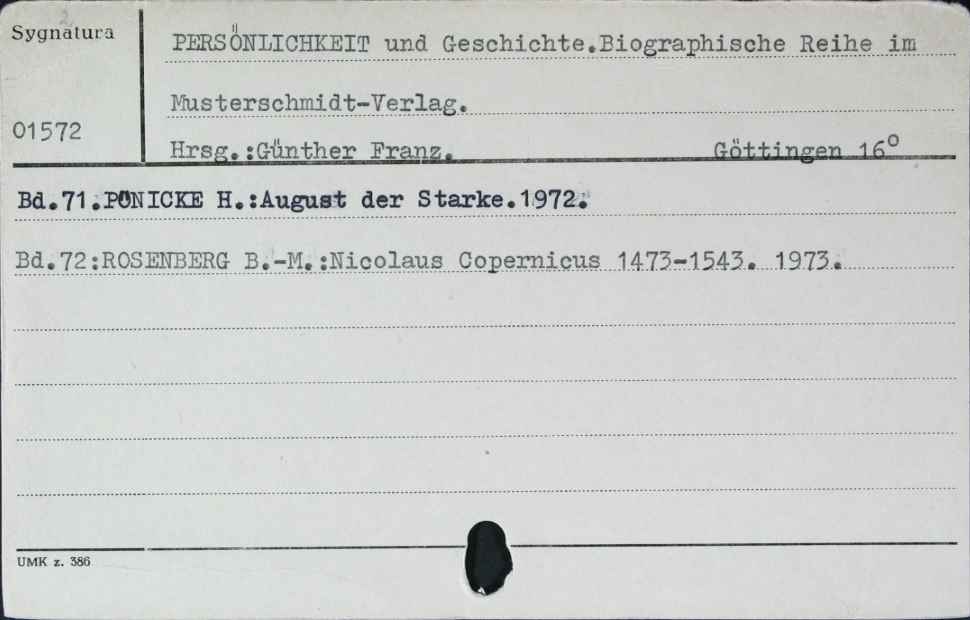 Sygnatura
2
01572
PERSÖNLICHKEIT und Geschichte.Biographische Reihe im
Musterschmidt-Verlag.
Hrsg.:Günther Franz. Göttingen 16°
Bd.71.PÖNICKE H.:August der Starke.1972.
Bd.72:ROSENBERG B.-M.:Nicolaus Copernicus 1473-1543. 1973.
UMK z. 386